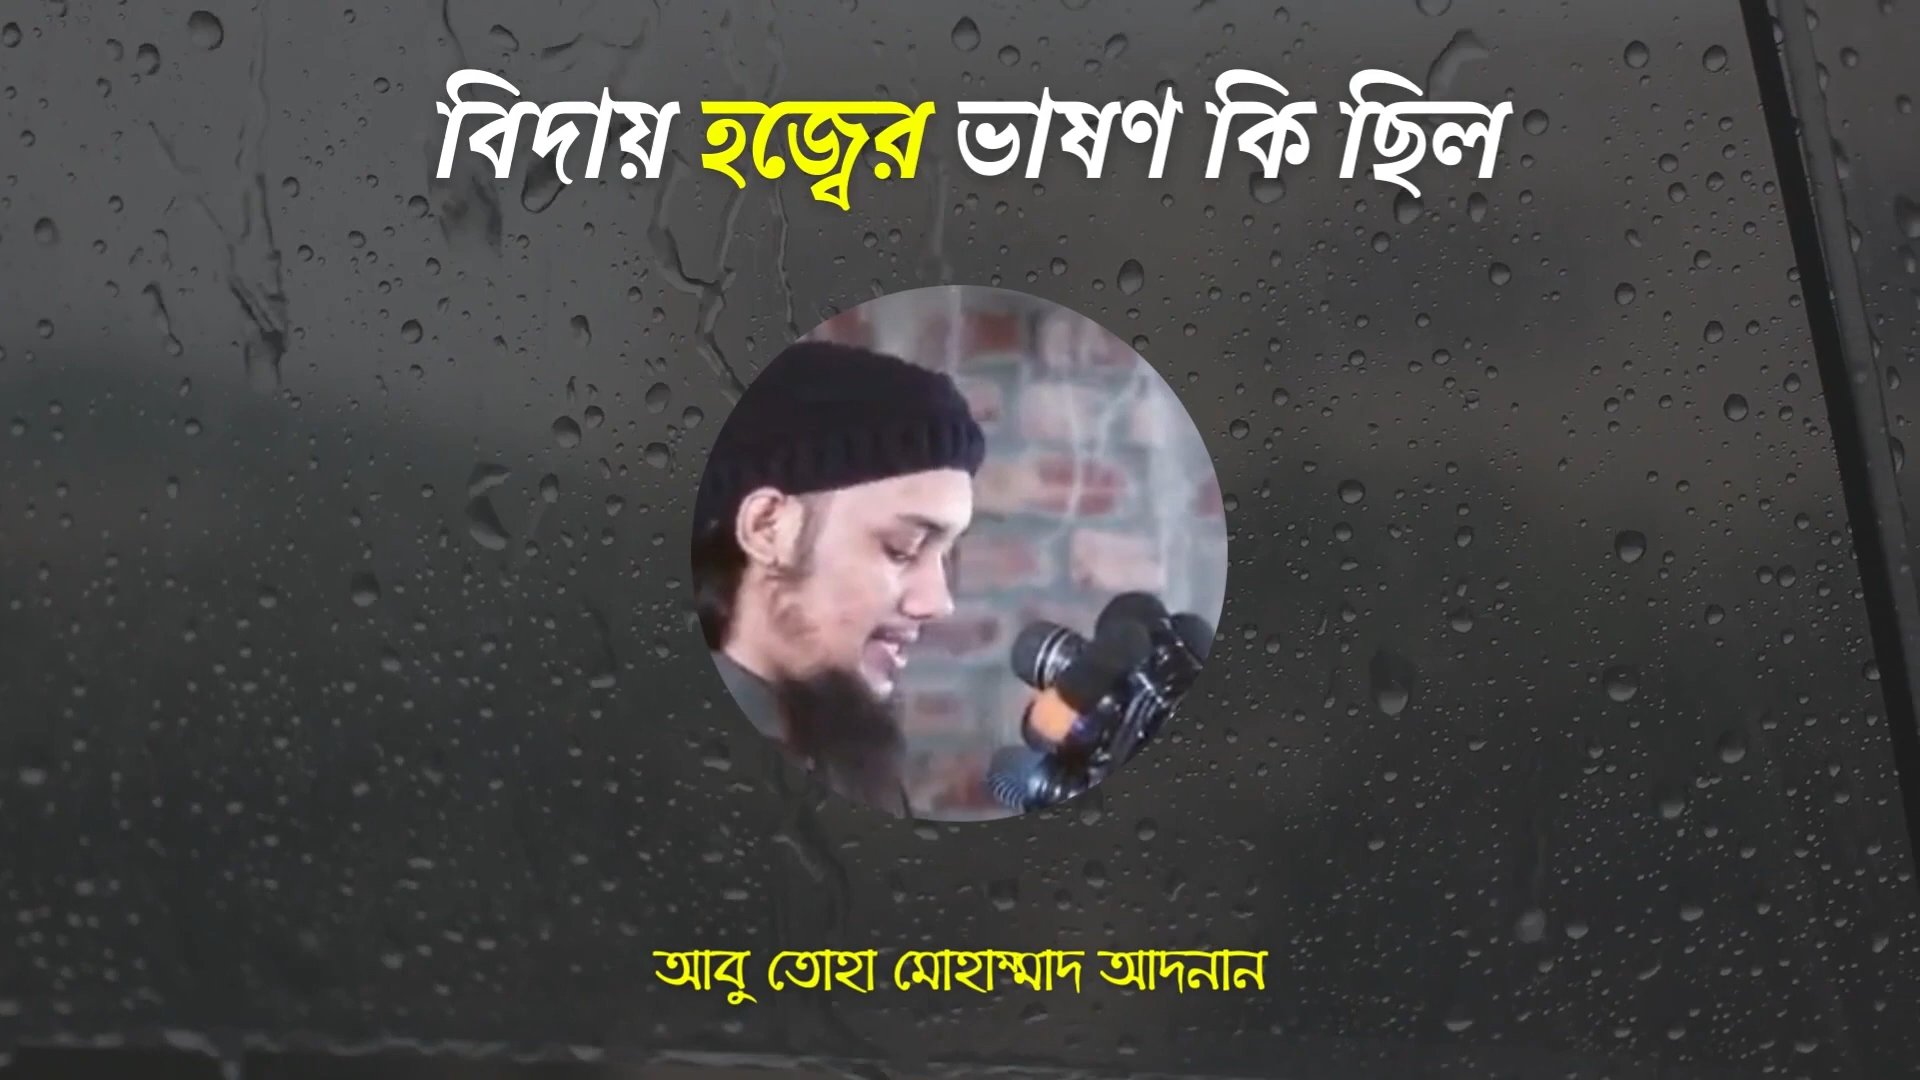 বিদায় হজ্বের ভাষণ কি ছিল
আবু তোহা মোহাম্মাদ আদনান